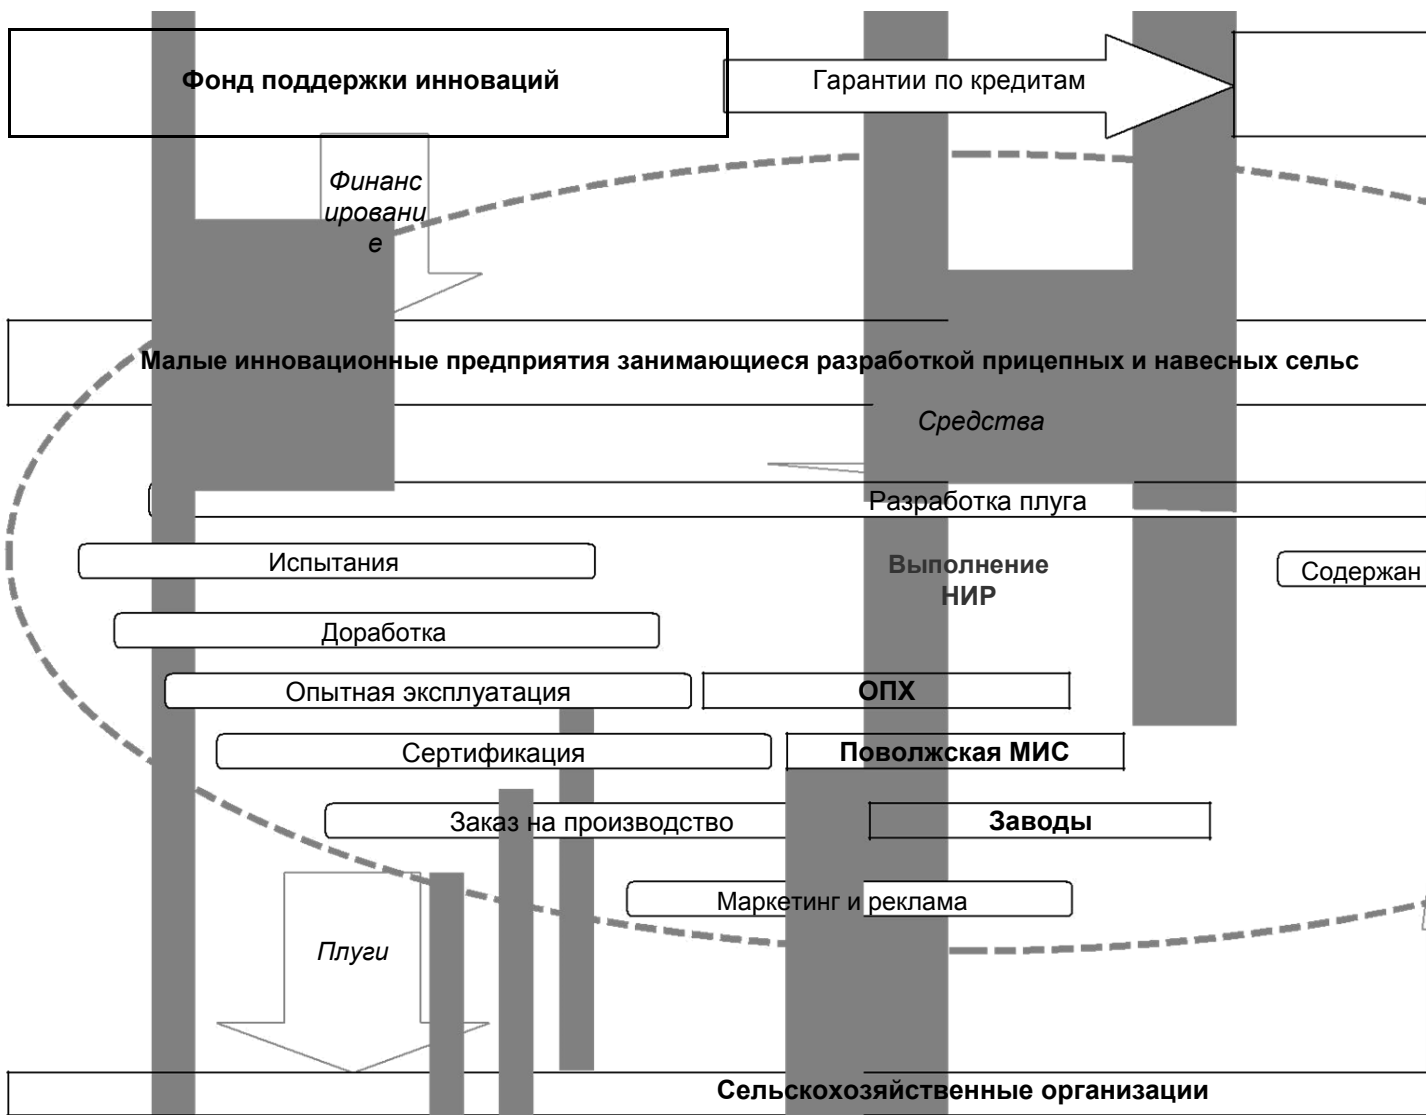 Фонд поддержки инноваций
Гарантии по кредитам
Финанс
ировани
е
Малые инновационные предприятия занимающиеся разработкой прицепных и навесных сельс
Средства
Разработка плуга
Испытания
Выполнение
НИР
Содержан
Доработка
Опытная эксплуатация
ОПХ
Сертификация
Поволжская МИС
Заказ на производство
Заводы
Маркетинг и реклама
Плуги
Сельскохозяйственные организации